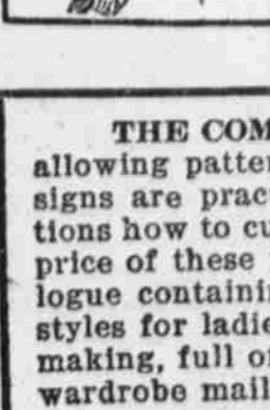 THE COM
allowing patter
signs are prac
tions how to cu
price of these
logue containi
styles for ladie
making, full o
wardrobe mail